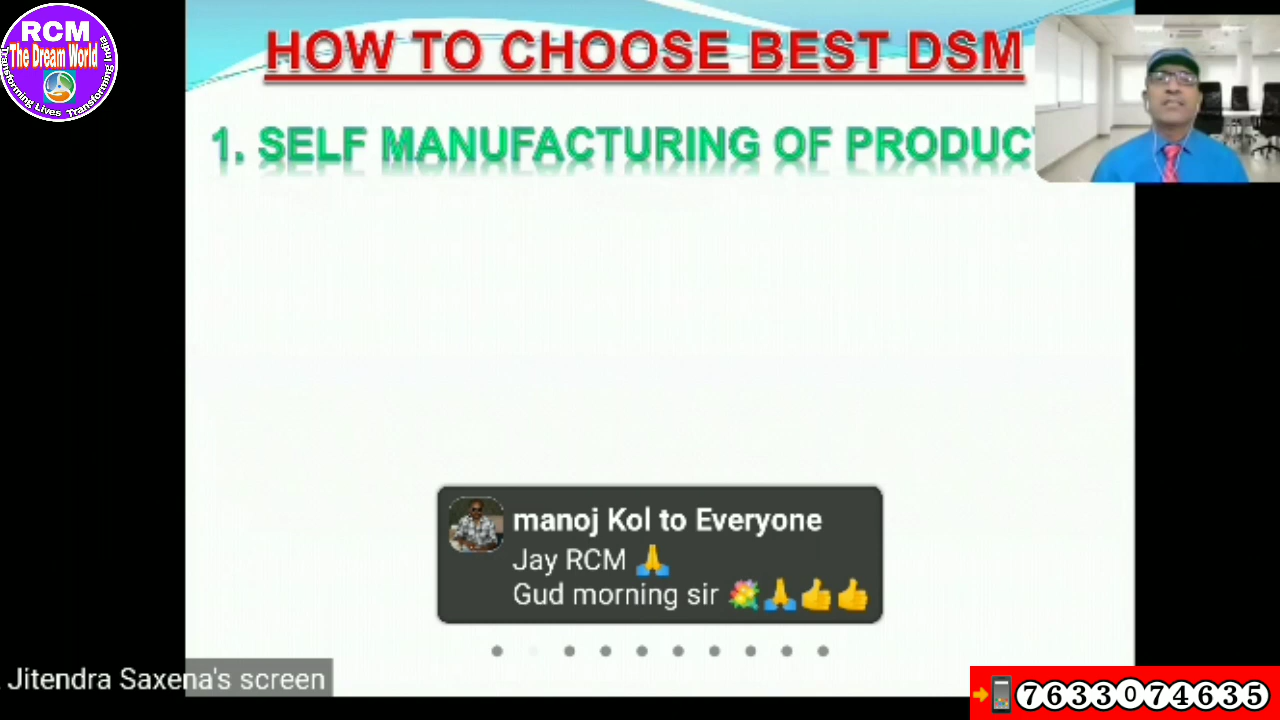 RCM
The Dream World
Transforming Lives Transforming India
HOW TO CHOOSE BEST DSM
1. SELF MANUFACTURING OF PRODUC
manoj Kol to Everyone
Jay RCM 🙏
Gud morning sir 💐🙏👍👍
Jitendra Saxena's screen
7633074635